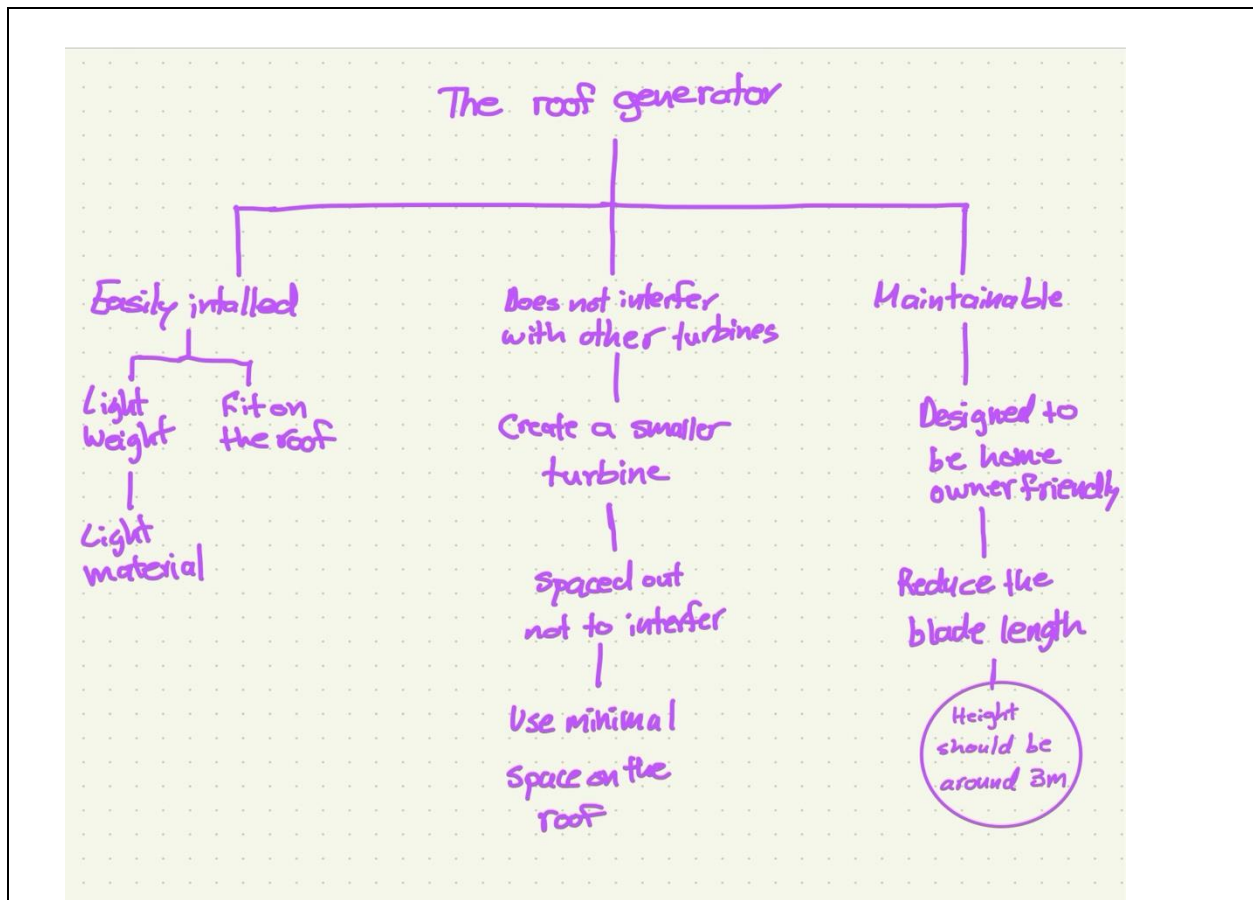 The roof generator
Easily intalled
Does not interfer
with other turbines
Maintainable
Light
Weight
Fit on
the roof
Light
material
Create a smaller
turbine
Spaced out
not to interfer
Use minimal
space on the
roof
Designed to
be home
owner friendly
Reduce the
blade length
Height
should be
around 3m